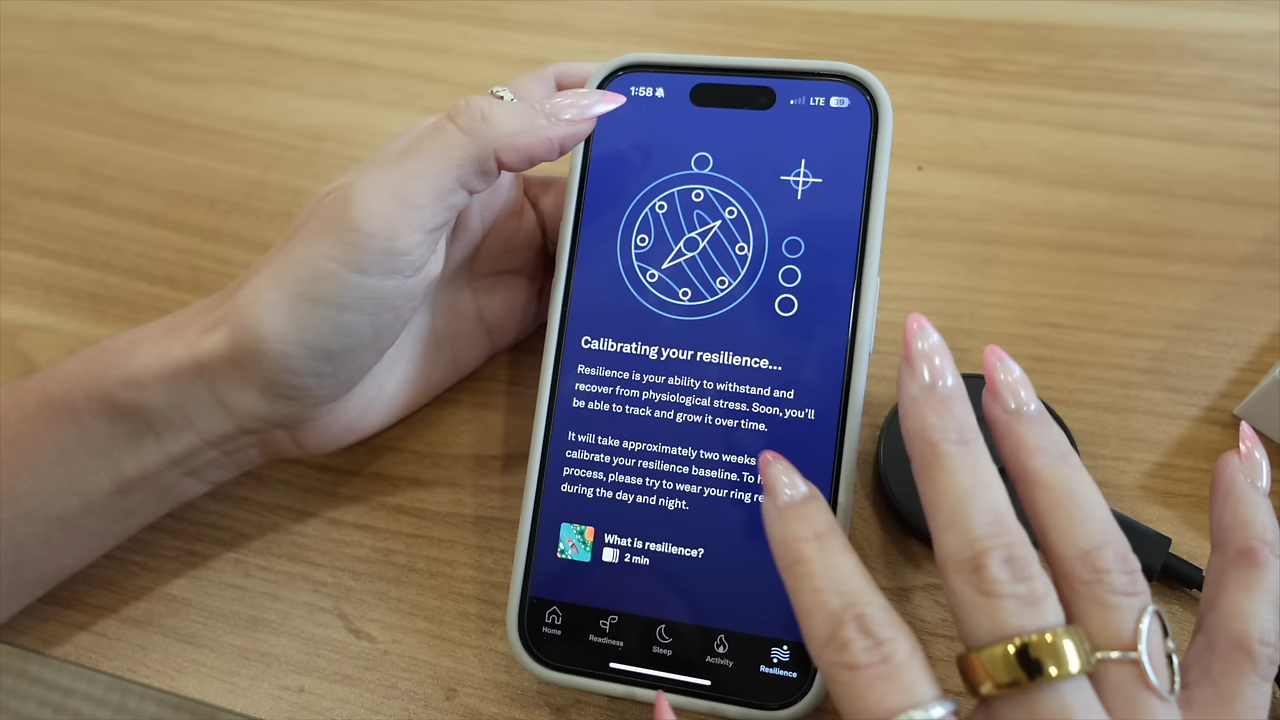 1:58
LTE 39
Calibrating your resilience...
Resilience is your ability to withstand and
recover from physiological stress. Soon, you'll
be able to track and grow it over time.
It will take approximately two weeks
calibrate your resilience baseline. To
process, please try to wear your ring
during the day and night.
What is resilience?
2 min
Home
Readiness
Sleep
Activity
Resilience